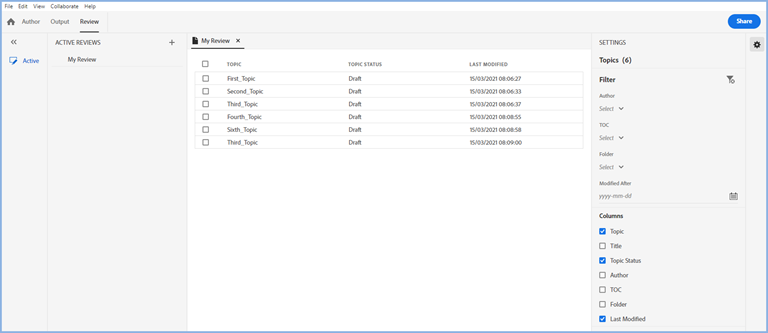 File Edit View Collaborate Help
Author Output Review Share
ACTIVE REVIEWS + My Review × SETTINGS
Active My Review
TOPIC TOPIC STATUS LAST MODIFIED
First_Topic Draft 15/03/2021 08:06:27
Second_Topic Draft 15/03/2021 08:06:33
Third_Topic Draft 15/03/2021 08:06:37
Fourth_Topic Draft 15/03/2021 08:08:55
Sixth_Topic Draft 15/03/2021 08:08:58
Third_Topic Draft 15/03/2021 08:09:00
Topics (6)
Filter
Author
Select
TOC
Select
Folder
Select
Modified After
yyyy-mm-dd
Columns
Topic
Title
Topic Status
Author
TOC
Folder
Last Modified